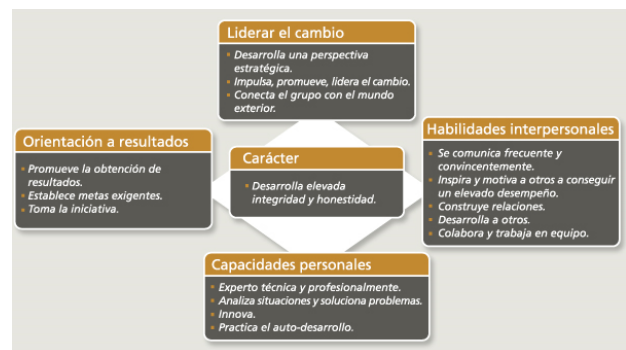 Liderar el cambio
▪ Desarrolla una perspectiva
estratégica.
▪ Impulsa, promueve, lidera el cambio.
▪ Conecta el grupo con el mundo
exterior.
Orientación a resultados
▪ Promueve la obtención de
resultados.
▪ Establece metas exigentes.
▪ Toma la iniciativa.
Carácter
▪ Desarrolla elevada
integridad y honestidad.
Habilidades interpersonales
▪ Se comunica frecuente y
convincentemente.
▪ Inspira y motiva a otros a conseguir
un elevado desempeño.
▪ Construye relaciones.
▪ Desarrolla a otros.
▪ Colabora y trabaja en equipo.
Capacidades personales
▪ Experto técnica y profesionalmente.
▪ Analiza situaciones y soluciona problemas.
▪ Innova.
▪ Practica el auto-desarrollo.